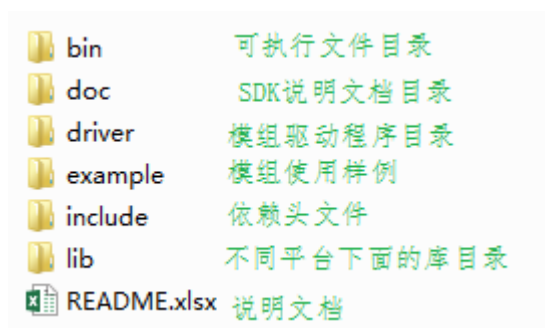 bin 可执行文件目录
doc SDK说明文档目录
driver 模组驱动程序目录
example 模组使用样例
include 依赖头文件
lib 不同平台下面的库目录
README.xlsx 说明文档